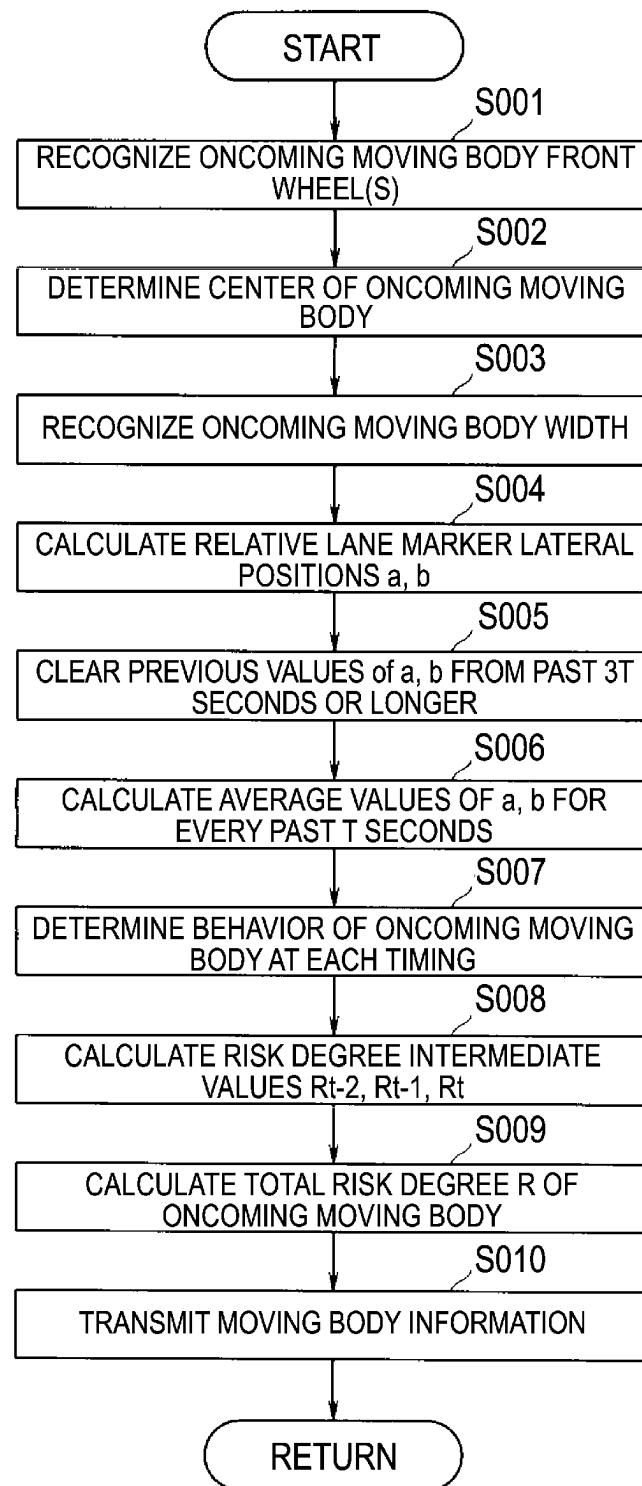 START
S001
RECOGNIZE ONCOMING MOVING BODY FRONT
WHEEL(S)
S002
DETERMINE CENTER OF ONCOMING MOVING
BODY
S003
RECOGNIZE ONCOMING MOVING BODY WIDTH
S004
CALCULATE RELATIVE LANE MARKER LATERAL
POSITIONS a, b
S005
CLEAR PREVIOUS VALUES of a, b FROM PAST 3T
SECONDS OR LONGER
S006
CALCULATE AVERAGE VALUES OF a, b FOR
EVERY PAST T SECONDS
S007
DETERMINE BEHAVIOR OF ONCOMING MOVING
BODY AT EACH TIMING
S008
CALCULATE RISK DEGREE INTERMEDIATE
VALUES Rt-2, Rt-1, Rt
S009
CALCULATE TOTAL RISK DEGREE R OF
ONCOMING MOVING BODY
S010
TRANSMIT MOVING BODY INFORMATION
RETURN